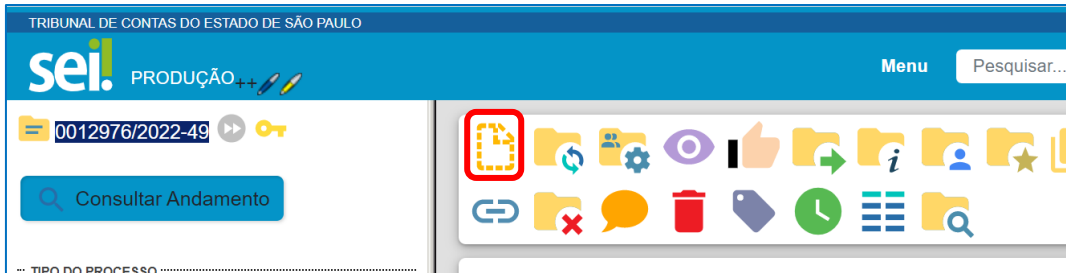 TRIBUNAL DE CONTAS DO ESTADO DE SÃO PAULO
sei! PRODUÇÃO++
Menu
Pesquisar...
0012976/2022-49
Consultar Andamento
TIPO DO PROCESSO